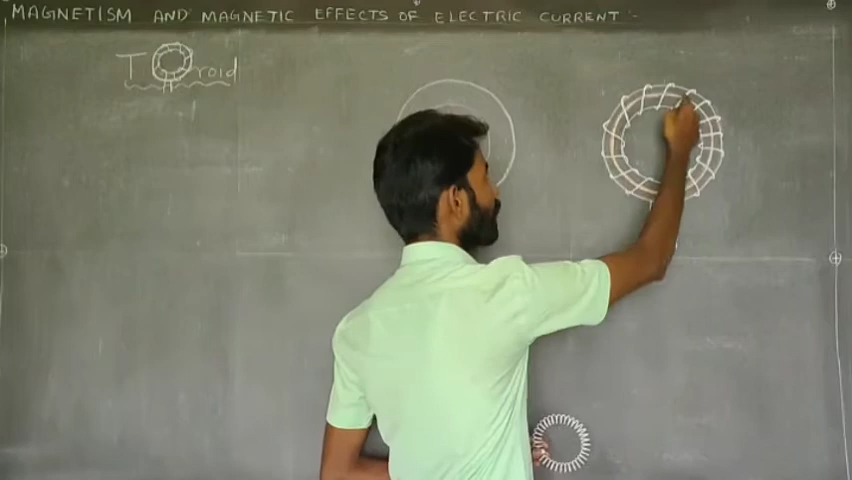 MAGNETISM AND MAGNETIC EFFECTS OF ELECTRIC CURRENT :-
TOroid